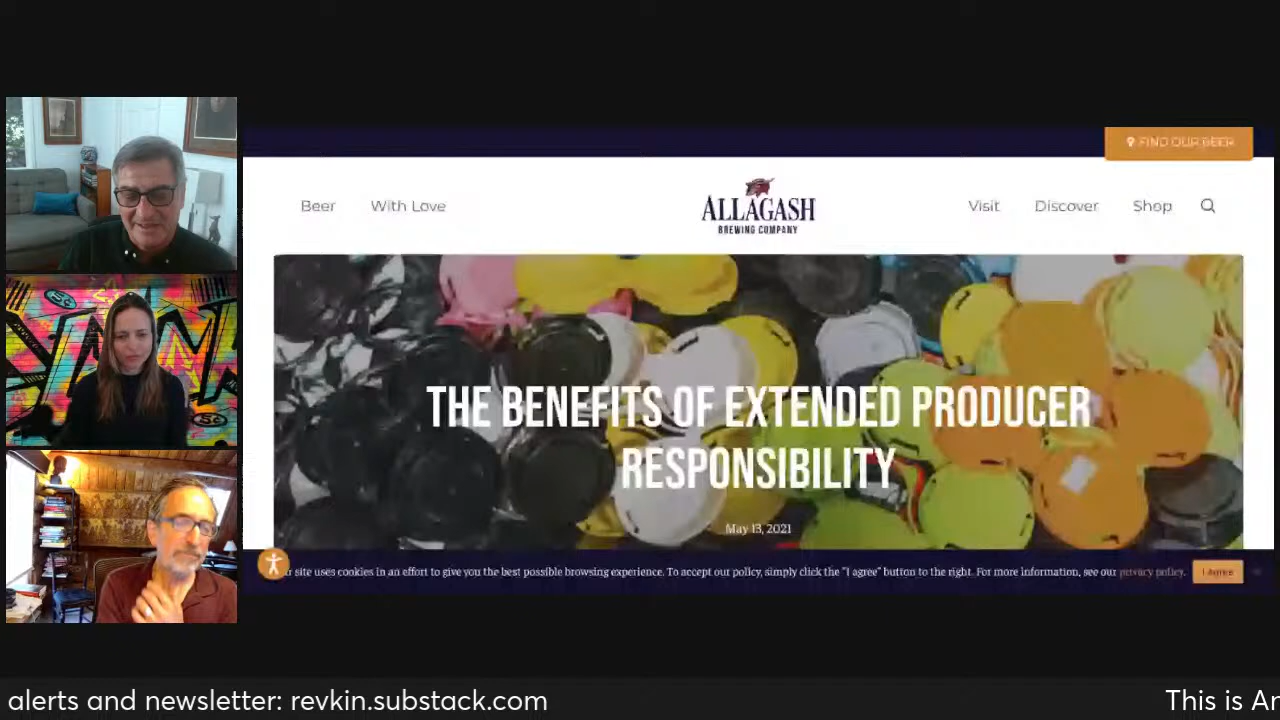 FIND OUR BEER
Beer
With Love
ALLAGASH
BREWING COMPANY
Visit
Discover
Shop
THE BENEFITS OF EXTENDED PRODUCER
RESPONSIBILITY
May 13, 2021
r site uses cookies in an effort to give you the best possible browsing experience. To accept our policy, simply click the "I agree" button to the right. For more information, see our privacy policy.
I Agree
alerts and newsletter: revkin.substack.com
This is An